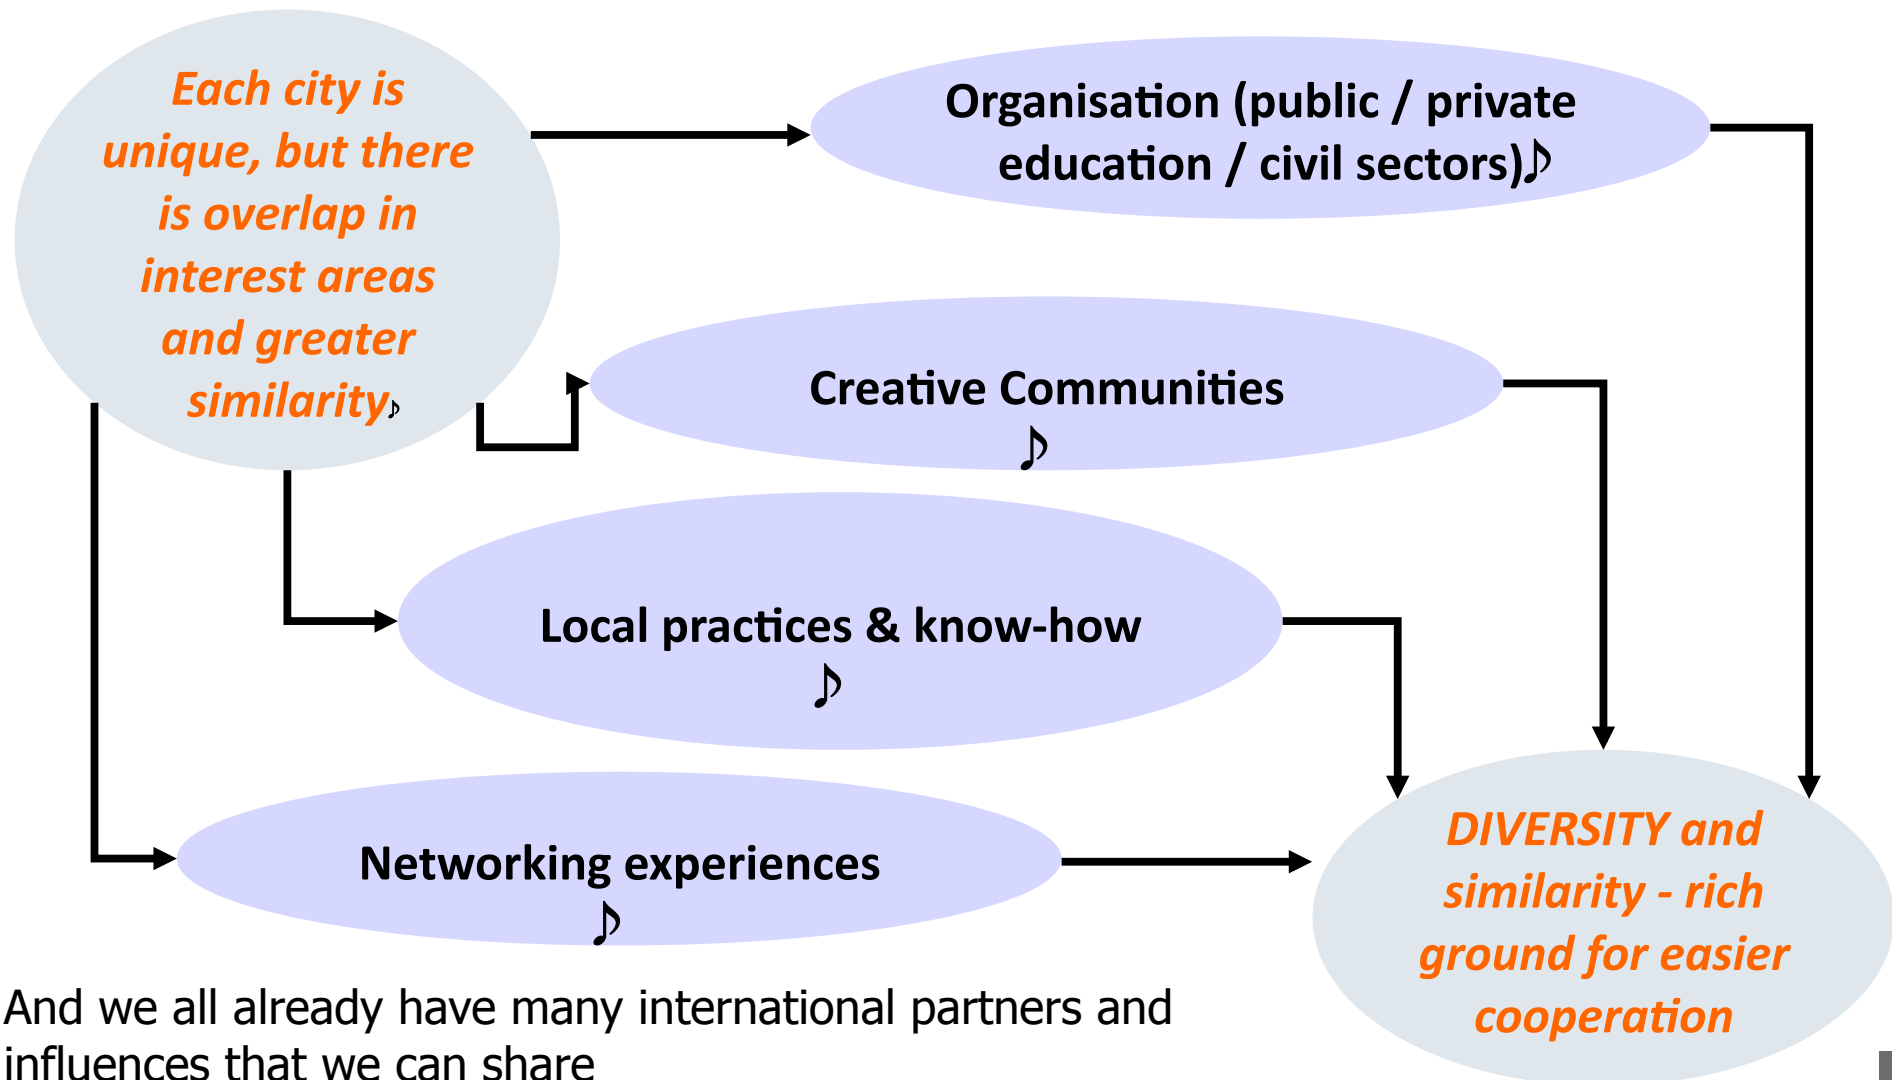 Each city is
unique, but there
is overlap in
interest areas
and greater
similarity♪
Organisation (public / private
education / civil sectors)♪
Creative Communities
♪
Local practices & know-how
♪
Networking experiences
♪
DIVERSITY and
similarity - rich
ground for easier
cooperation
And we all already have many international partners and
influences that we can share